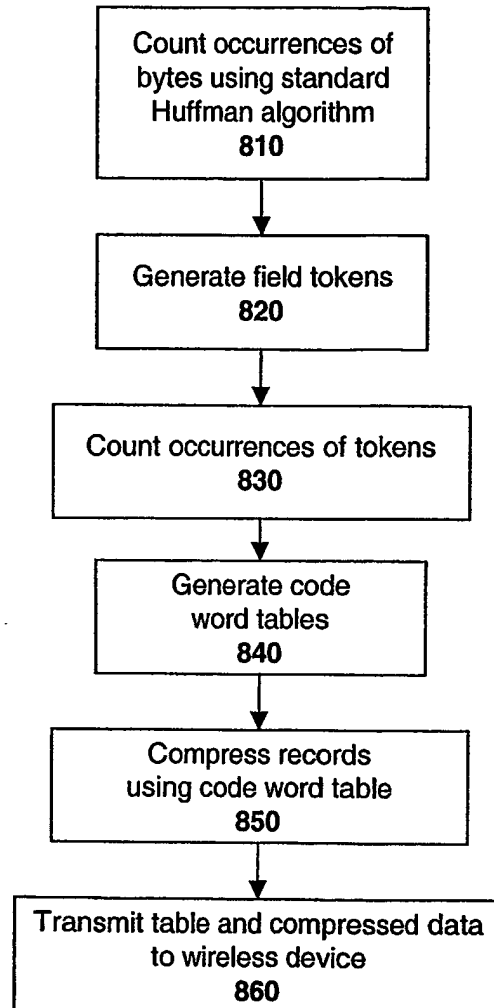 Count occurrences of
bytes using standard
Huffman algorithm
810
Generate field tokens
820
Count occurrences of tokens
830
Generate code
word tables
840
Compress records
using code word table
850
Transmit table and compressed data
to wireless device
860